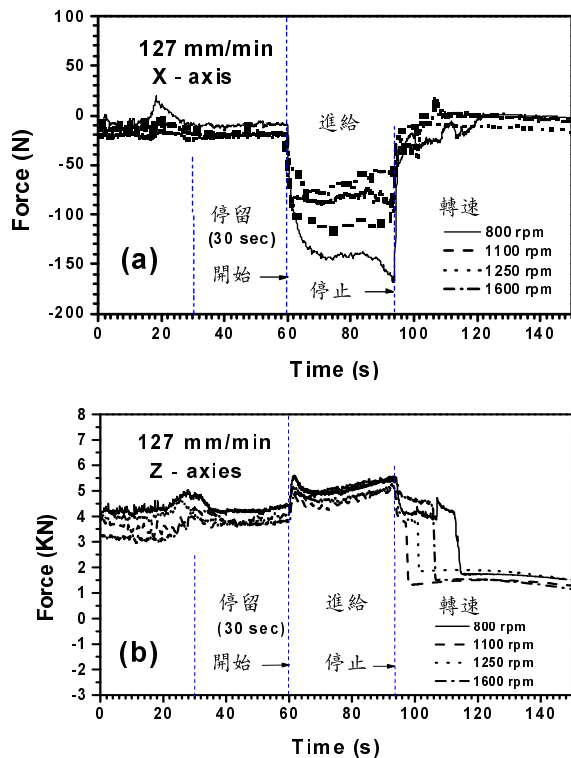 100
50
0
-50
-100
-150
-200
Force (N)
127 mm/min
X - axis
進給
停留
(30 sec)
開始
停止
(a)
轉速
800 rpm
1100 rpm
1250 rpm
1600 rpm
0 20 40 60 80 100 120 140
Time (s)
8
7
6
5
4
3
2
1
0
-1
-2
-3
Force (KN)
127 mm/min
Z - axies
停留
(30 sec)
進給
開始
停止
(b)
轉速
800 rpm
1100 rpm
1250 rpm
1600 rpm
0 20 40 60 80 100 120 140
Time (s)